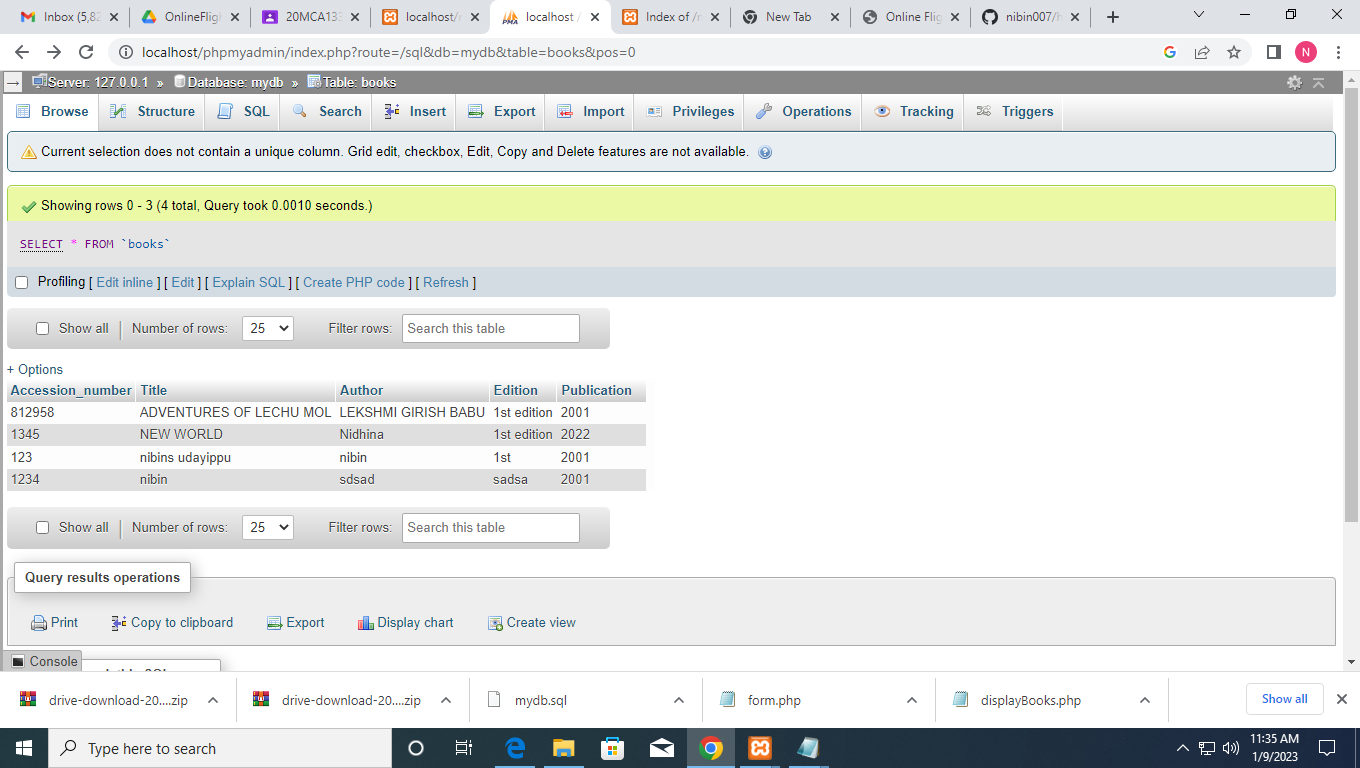 Inbox (5,82
OnlineFligh
20MCA133
localhost/m
localhost /
Index of /m
New Tab
Online Flig
nibin007/h
localhost/phpmyadmin/index.php?route=/sql&db=mydb&table=books&pos=0
N
Server: 127.0.0.1 » Database: mydb » Table: books
Browse Structure SQL Search Insert Export Import Privileges Operations Tracking Triggers
Current selection does not contain a unique column. Grid edit, checkbox, Edit, Copy and Delete features are not available.
Showing rows 0 - 3 (4 total, Query took 0.0010 seconds.)
SELECT * FROM `books`
Profiling [ Edit inline ] [ Edit ] [ Explain SQL ] [ Create PHP code ] [ Refresh ]
Show all | Number of rows: 25 Filter rows: Search this table
+ Options
Accession_number Title Author Edition Publication
812958 ADVENTURES OF LECHU MOL LEKSHMI GIRISH BABU 1st edition 2001
1345 NEW WORLD Nidhina 1st edition 2022
123 nibins udayippu nibin 1st 2001
1234 nibin sdsad sadsa 2001
Show all | Number of rows: 25 Filter rows: Search this table
Query results operations
Print Copy to clipboard Export Display chart Create view
Console
drive-download-20....zip drive-download-20....zip mydb.sql form.php displayBooks.php Show all
Type here to search
11:35 AM
1/9/2023